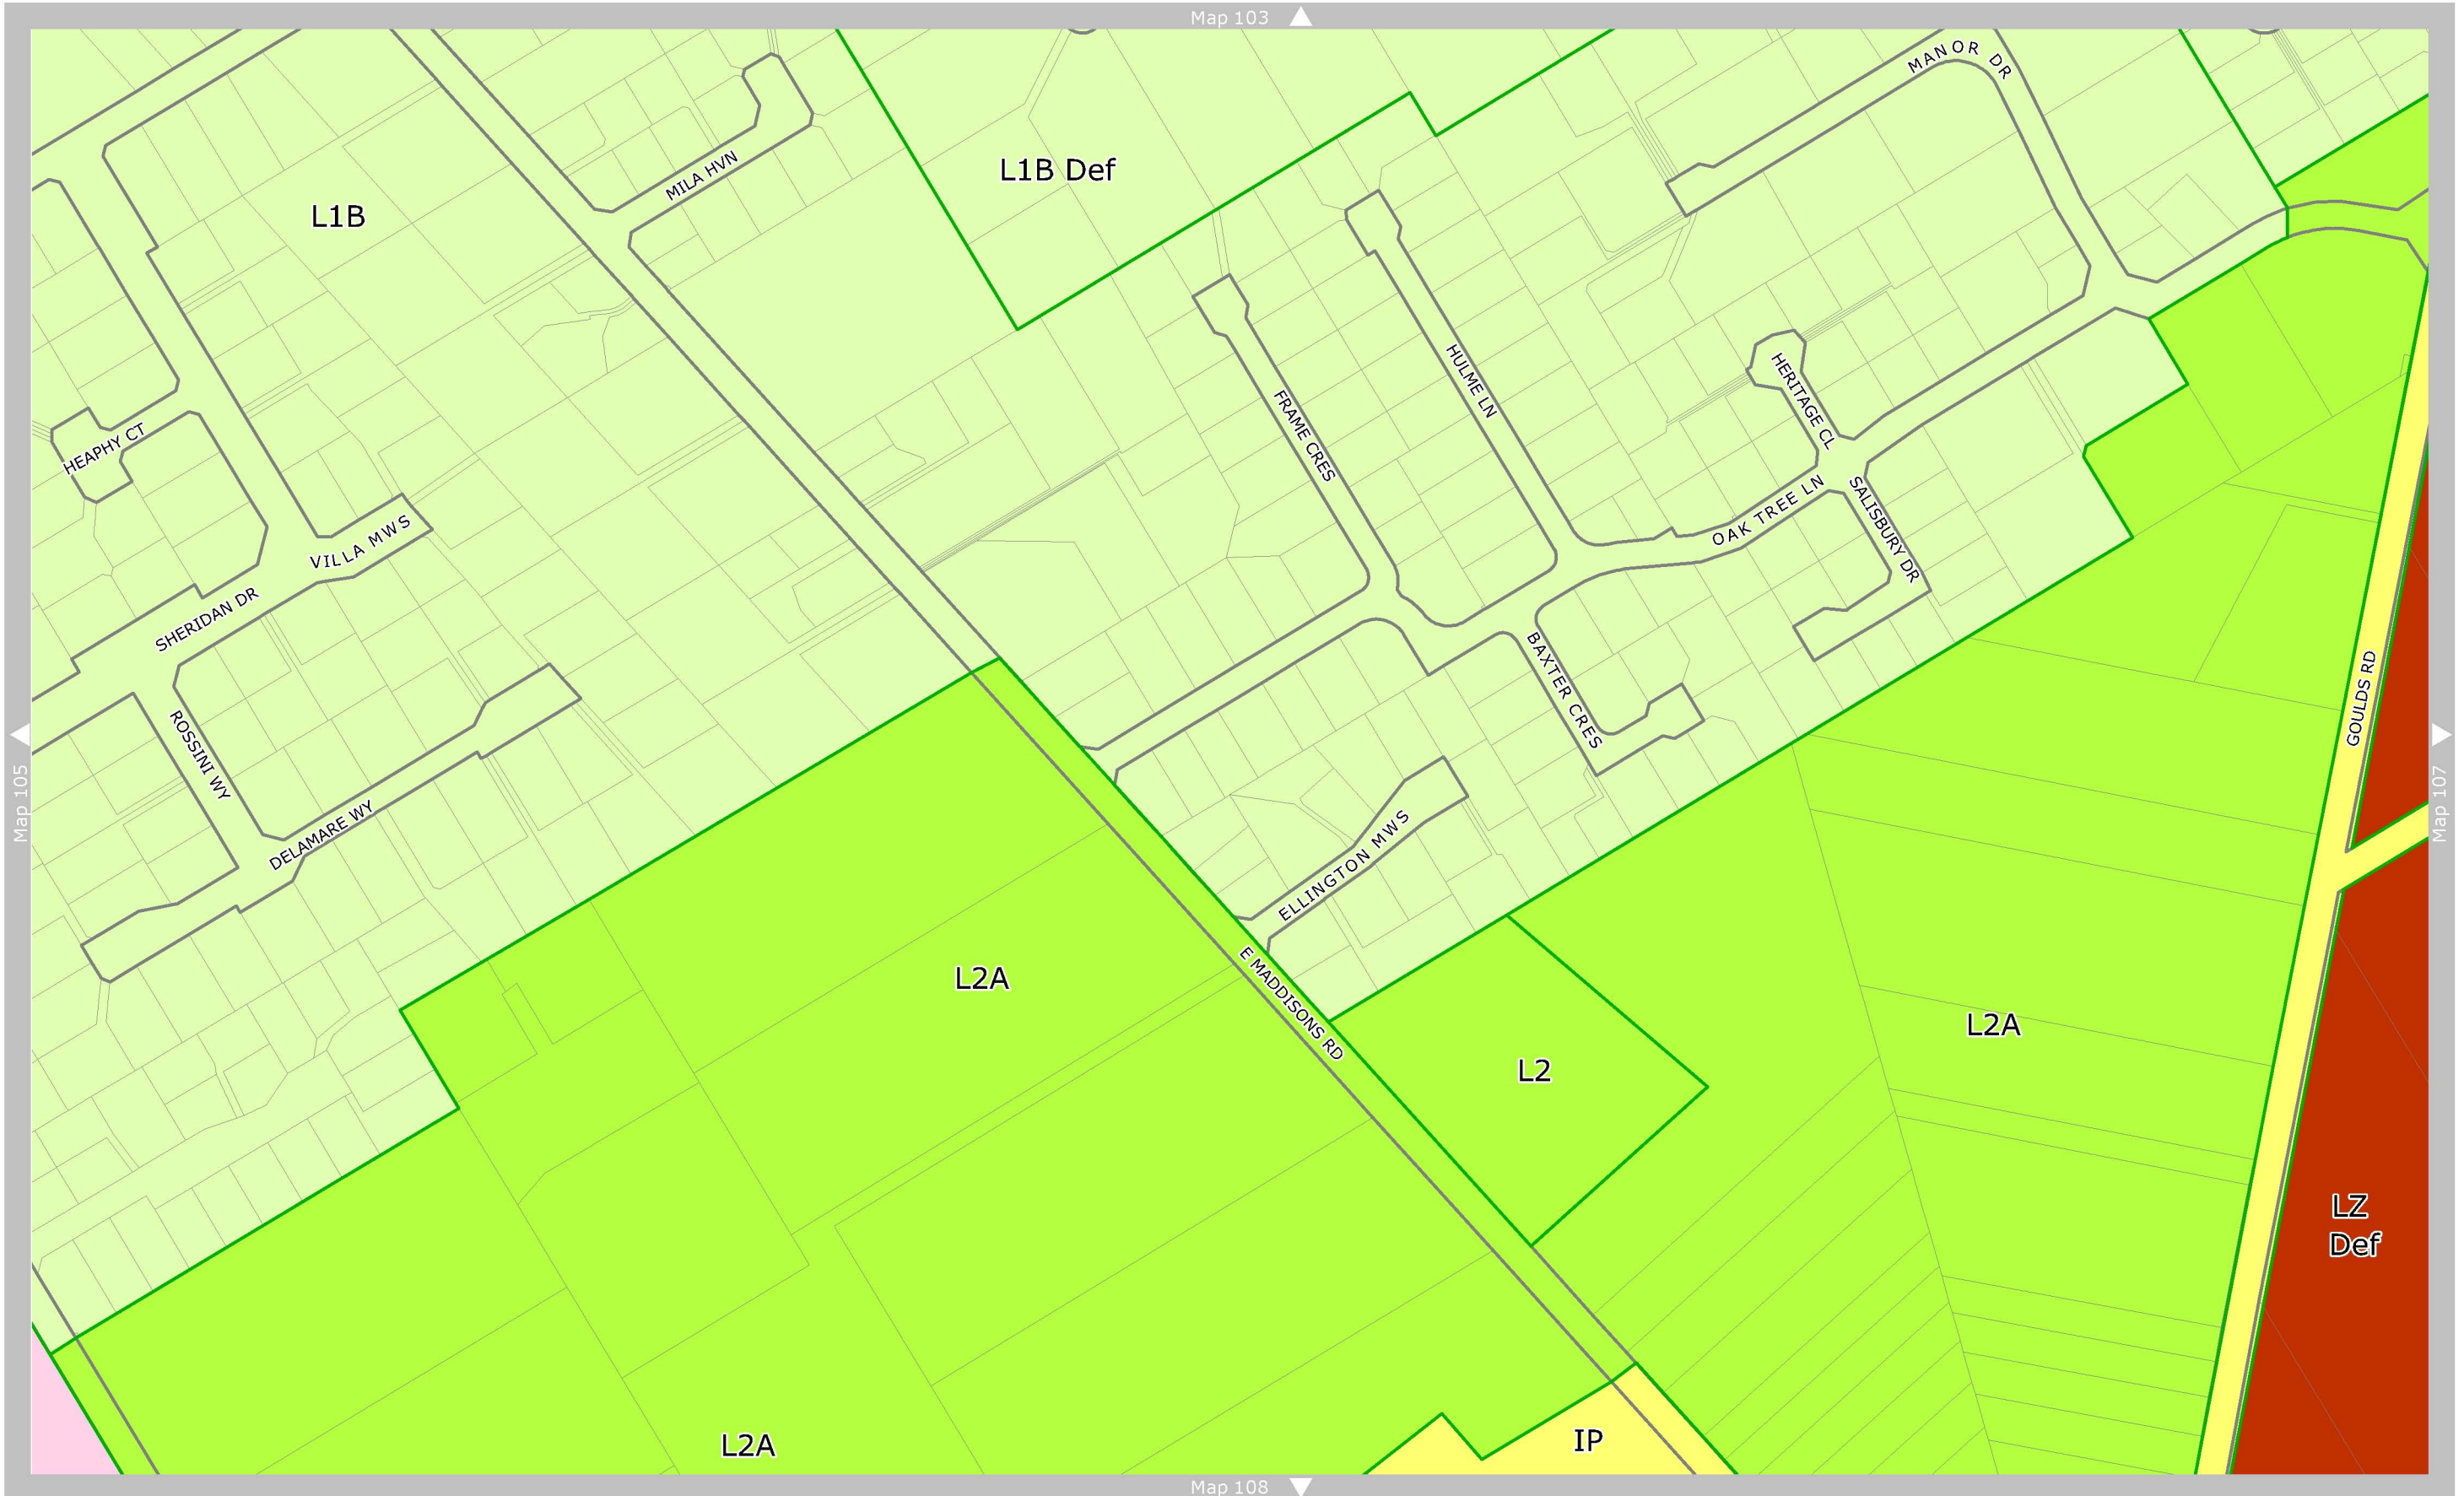 Map 103
MANOR DR
L1B Def
MILA HVN
L1B
HULME LN
HERITAGE CL
FRAME CRES
HEAPHY CT
OAK TREE LN
SALISBURY DR
VILLA MWS
SHERIDAN DR
BAXTER CRES
GOULDS RD
ROSSINI WY
Map 105
Map 107
DELAMARE WY
ELLINGTON MWS
L2A
E MADDISONS RD
L2A
L2
LZ
Def
IP
L2A
Map 108